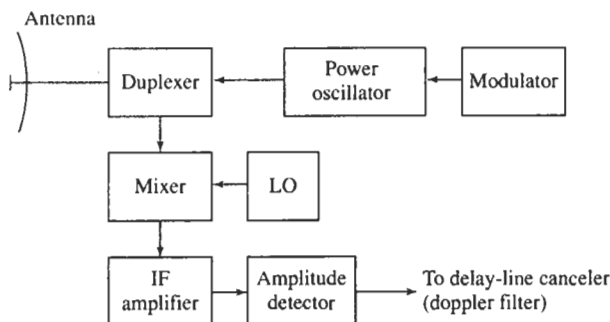 Antenna
Duplexer
Power
oscillator
Modulator
Mixer
LO
IF
amplifier
Amplitude
detector
To delay-line canceler
(doppler filter)